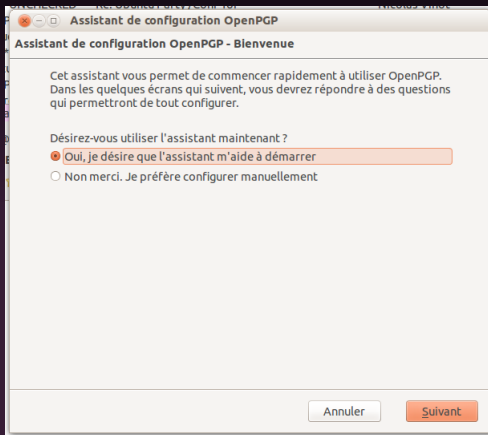 Assistant de configuration OpenPGP
Assistant de configuration OpenPGP - Bienvenue
Cet assistant vous permet de commencer rapidement à utiliser OpenPGP.
Dans les quelques écrans qui suivent, vous devrez répondre à des questions
qui permettront de tout configurer.
Désirez-vous utiliser l'assistant maintenant ?
Oui, je désire que l'assistant m'aide à démarrer
Non merci. Je préfère configurer manuellement
Annuler
Suivant